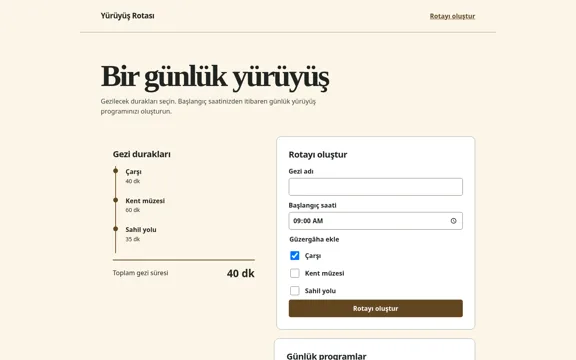 Yürüyüş Rotası
Rotayı oluştur
Bir günlük yürüyüş
Gezilecek durakları seçin. Başlangıç saatinizden itibaren günlük yürüyüş
programınızı oluşturun.
Gezi durakları
Çarşı
40 dk
Kent müzesi
60 dk
Sahil yolu
35 dk
Toplam gezi süresi
40 dk
Rotayı oluştur
Gezi adı
Başlangıç saati
09:00 AM
Güzergâha ekle
Çarşı
Kent müzesi
Sahil yolu
Rotayı oluştur
Günlük programlar